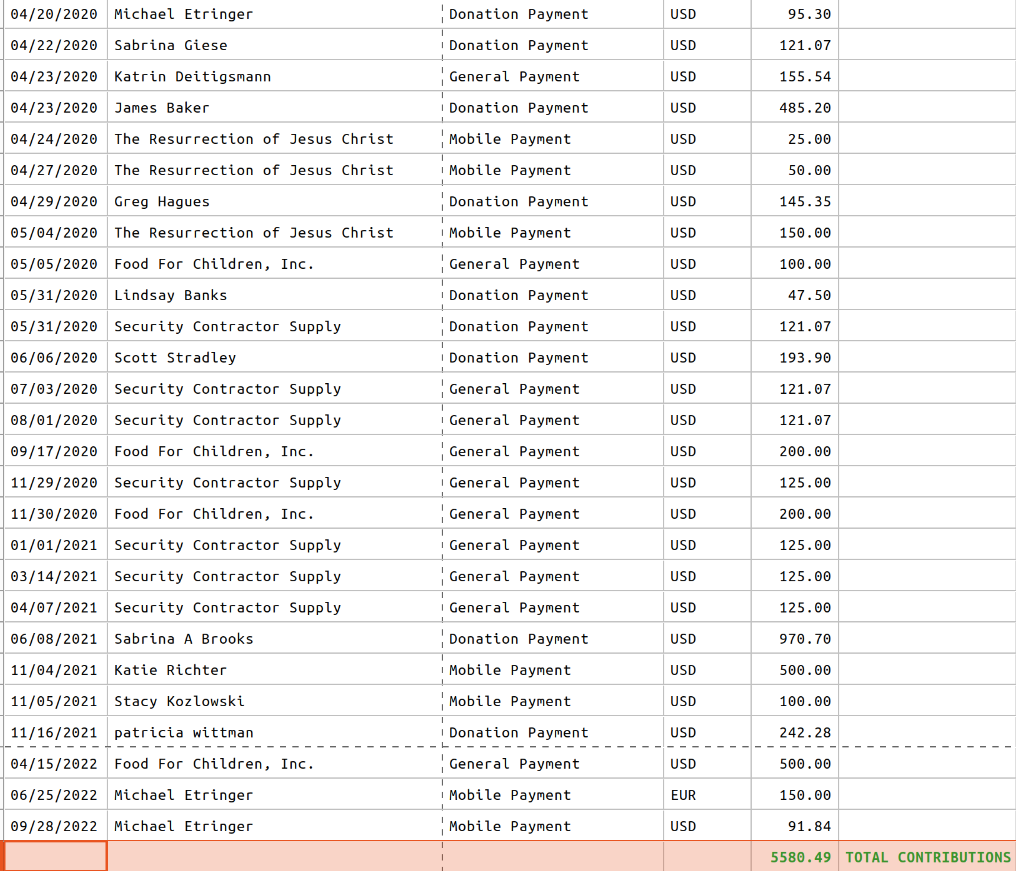 04/20/2020 Michael Etringer Donation Payment USD 95.30
04/22/2020 Sabrina Giese Donation Payment USD 121.07
04/23/2020 Katrin Deitigsmann General Payment USD 155.54
04/23/2020 James Baker Donation Payment USD 485.20
04/24/2020 The Resurrection of Jesus Christ Mobile Payment USD 25.00
04/27/2020 The Resurrection of Jesus Christ Mobile Payment USD 50.00
04/29/2020 Greg Hagues Donation Payment USD 145.35
05/04/2020 The Resurrection of Jesus Christ Mobile Payment USD 150.00
05/05/2020 Food For Children, Inc. General Payment USD 100.00
05/31/2020 Lindsay Banks Donation Payment USD 47.50
05/31/2020 Security Contractor Supply Donation Payment USD 121.07
06/06/2020 Scott Stradley Donation Payment USD 193.90
07/03/2020 Security Contractor Supply General Payment USD 121.07
08/01/2020 Security Contractor Supply General Payment USD 121.07
09/17/2020 Food For Children, Inc. General Payment USD 200.00
11/29/2020 Security Contractor Supply General Payment USD 125.00
11/30/2020 Food For Children, Inc. General Payment USD 200.00
01/01/2021 Security Contractor Supply General Payment USD 125.00
03/14/2021 Security Contractor Supply General Payment USD 125.00
04/07/2021 Security Contractor Supply General Payment USD 125.00
06/08/2021 Sabrina A Brooks Donation Payment USD 970.70
11/04/2021 Katie Richter Mobile Payment USD 500.00
11/05/2021 Stacy Kozlowski Mobile Payment USD 100.00
11/16/2021 patricia wittman Donation Payment USD 242.28
04/15/2022 Food For Children, Inc. General Payment USD 500.00
06/25/2022 Michael Etringer Mobile Payment EUR 150.00
09/28/2022 Michael Etringer Mobile Payment USD 91.84
5580.49 TOTAL CONTRIBUTIONS